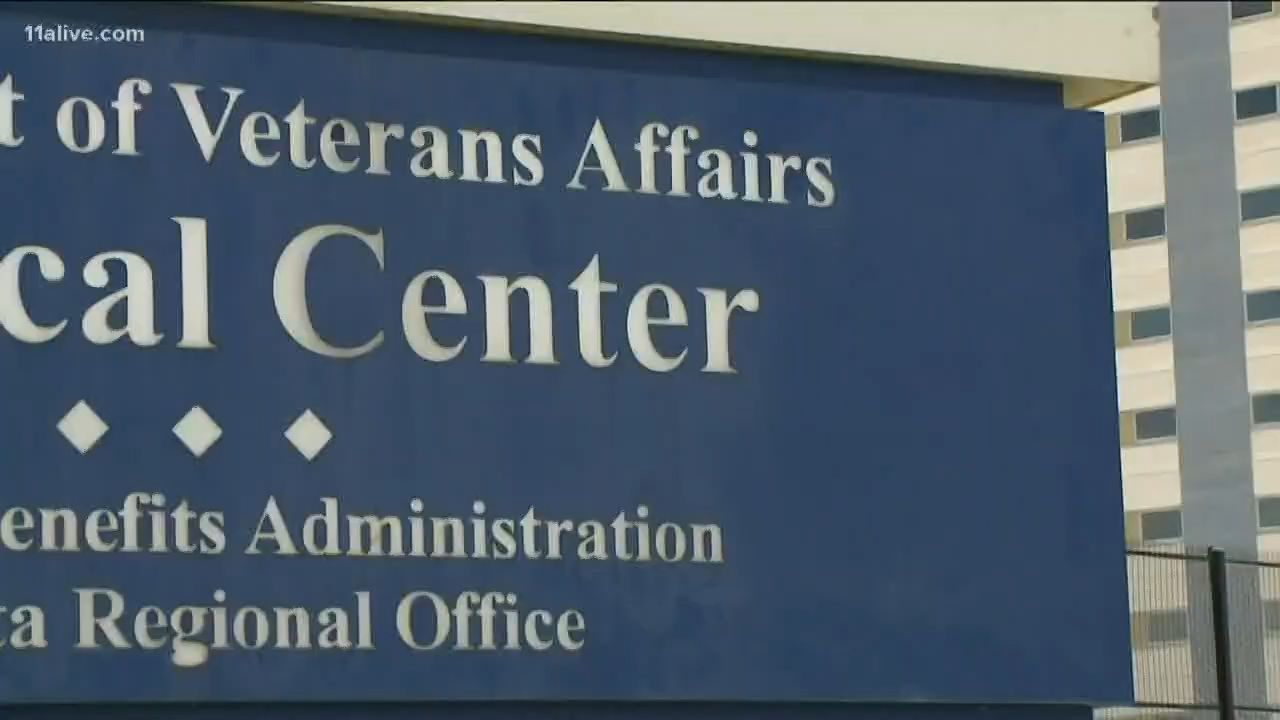 11alive.com
t of Veterans Affairs
cal Center
enefits Administration
ta Regional Office